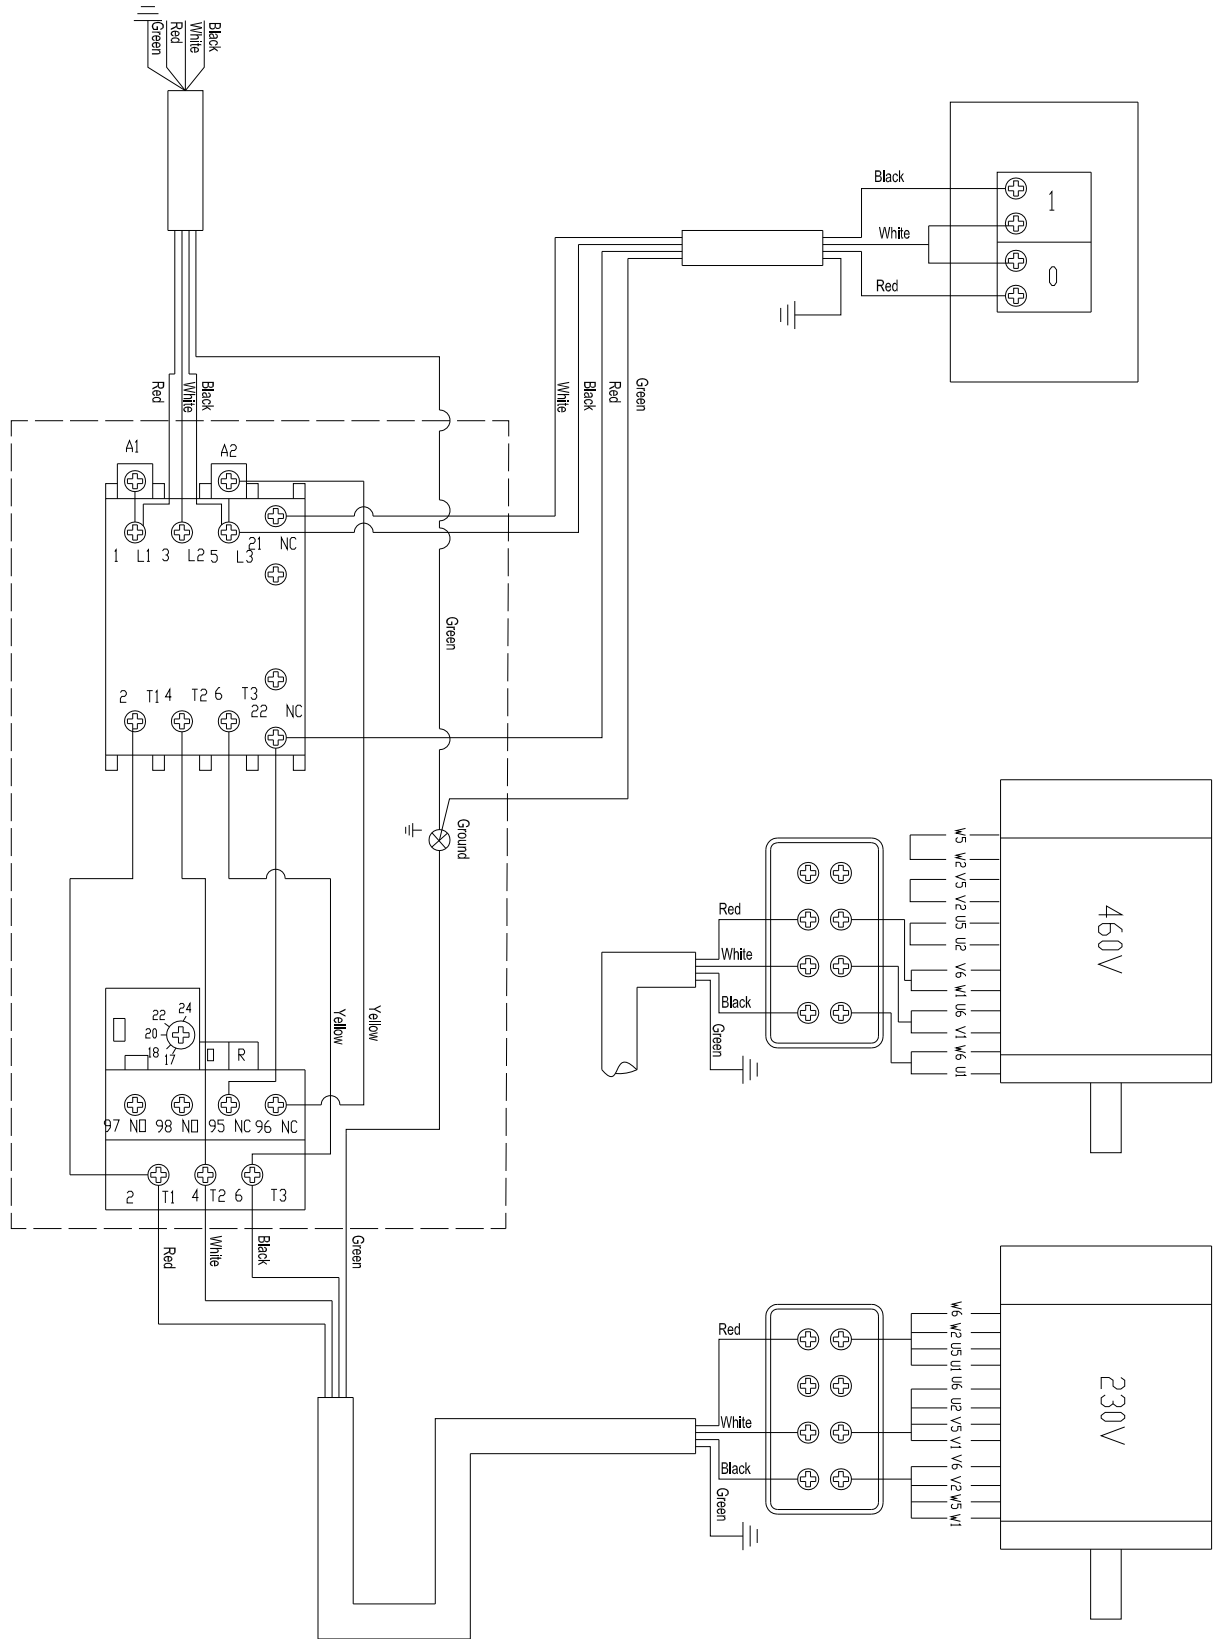 Green
Red
White
Black
Black
White
Red
1
0
Red
White
Black
White
Black
Red
Green
A1
A2
1 L1 3 L2 5 L3 21 NC
Green
2 T1 4 T2 6 T3
22 NC
Ground
24
22
20
18
17
R
Yellow
Yellow
97 NO 98 NO 95 NC 96 NC
2 T1 4 T2 6 T3
Red
White
Black
Green
Red
White
Black
Green
W5
W2
V5
V2
U5
U2
V6
W1
U6
V1
W6
U1
460V
Red
White
Black
Green
W6
W2
U5
U1
U6
U2
V5
V1
V6
V2
W5
W1
230V